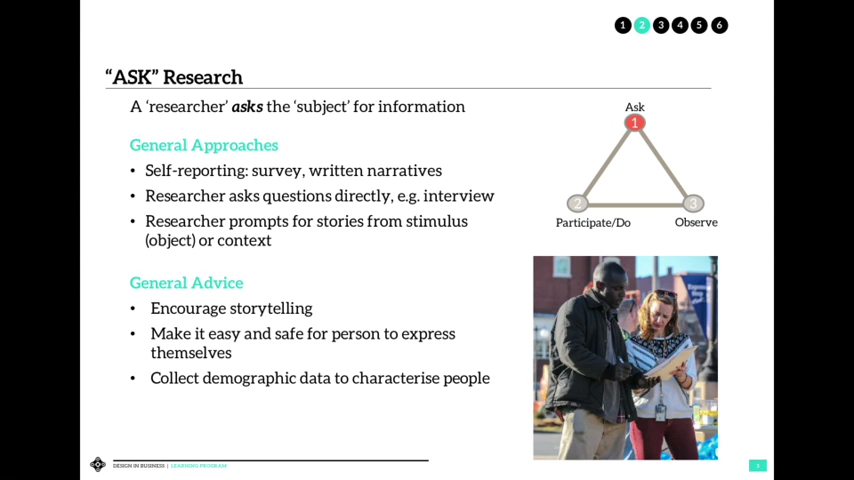 1 2 3 4 5 6
“ASK” Research
A ‘researcher’ asks the ‘subject’ for information
General Approaches
• Self-reporting: survey, written narratives
• Researcher asks questions directly, e.g. interview
• Researcher prompts for stories from stimulus
(object) or context
General Advice
• Encourage storytelling
• Make it easy and safe for person to express
themselves
• Collect demographic data to characterise people
Ask
1
2 3
Participate/Do Observe
DESIGN IN BUSINESS | LEARNING PROGRAM